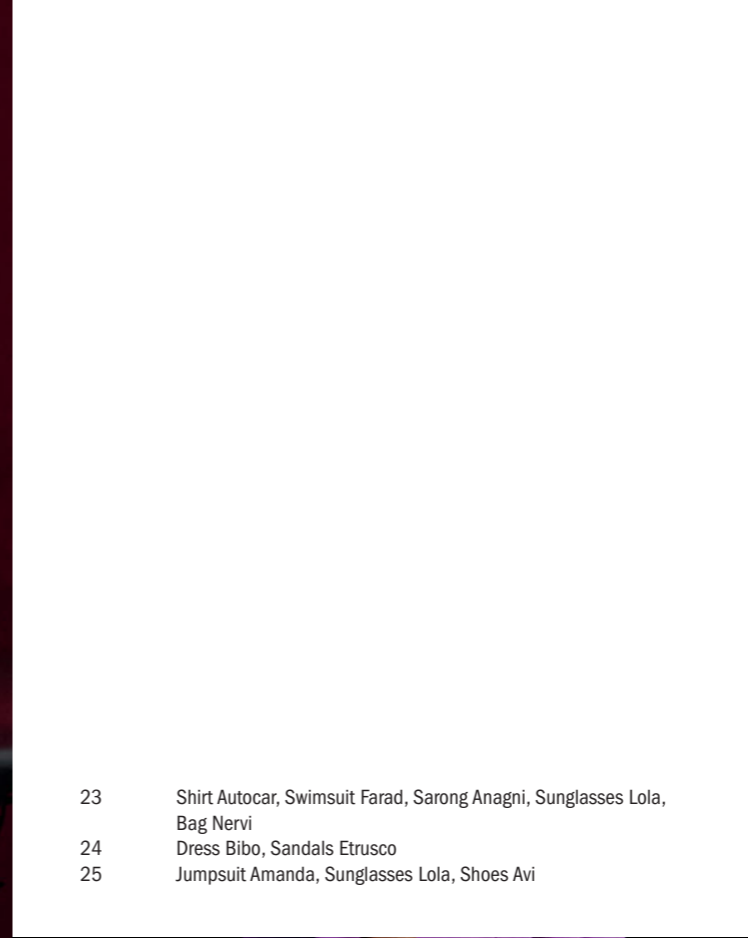 23 Shirt Autocar, Swimsuit Farad, Sarong Anagni, Sunglasses Lola,
Bag Nervi
24 Dress Bibo, Sandals Etrusco
25 Jumpsuit Amanda, Sunglasses Lola, Shoes Avi